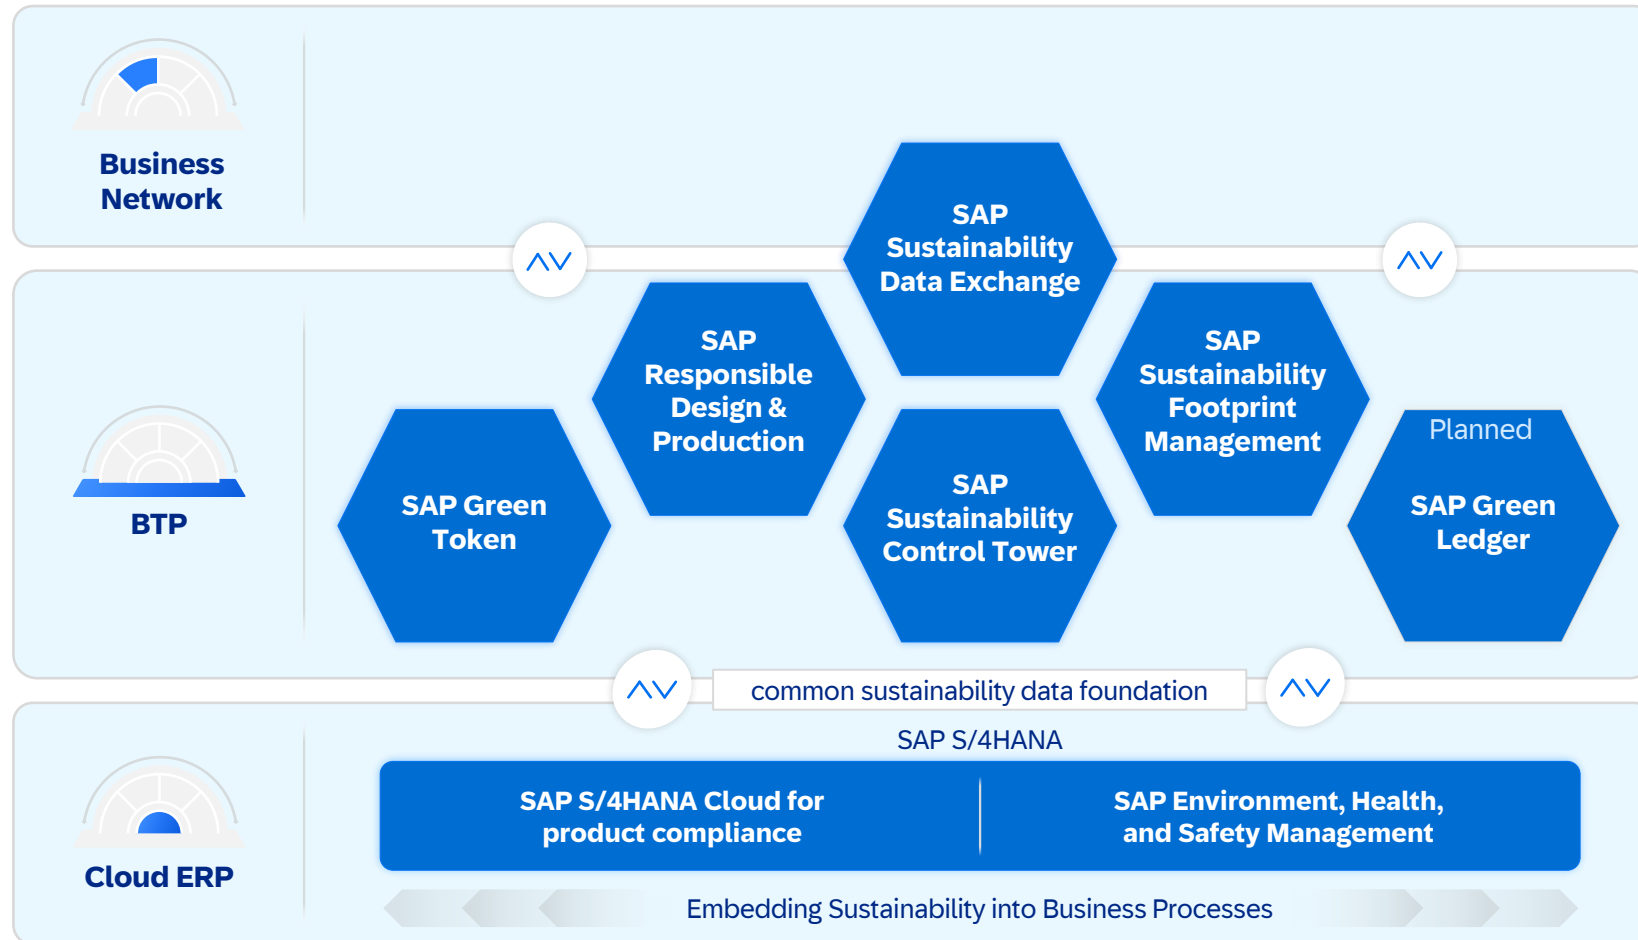 Business
Network
SAP
Sustainability
Data Exchange
SAP
Responsible
Design &
Production
SAP
Sustainability
Footprint
Management
BTP
SAP Green
Token
SAP
Sustainability
Control Tower
Planned
SAP Green
Ledger
common sustainability data foundation
SAP S/4HANA
Cloud ERP
SAP S/4HANA Cloud for
product compliance
SAP Environment, Health,
and Safety Management
Embedding Sustainability into Business Processes